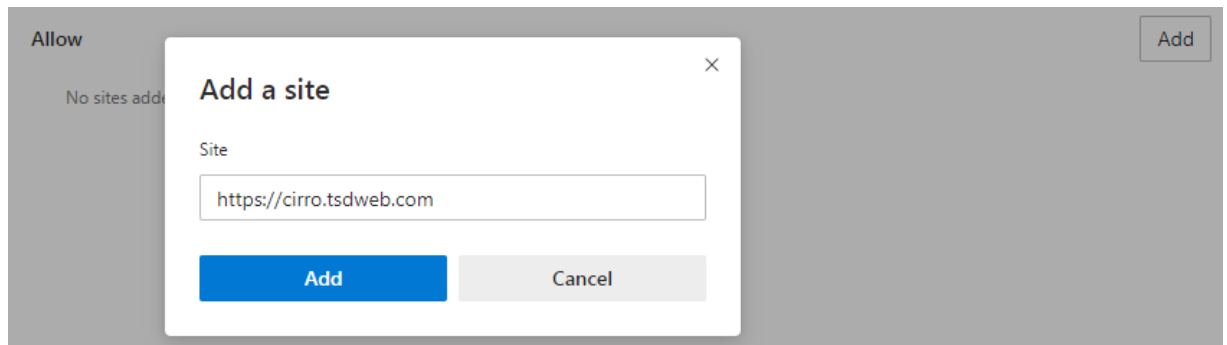 Allow
Add
No sites adde
Add a site
Site
https://cirro.tsdweb.com
Add
Cancel